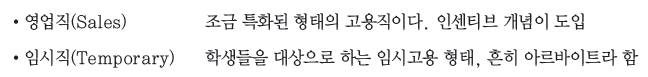 • 영업직(Sales) 조금 특화된 형태의 고용직이다. 인센티브 개념이 도입
• 임시직(Temporary) 학생들을 대상으로 하는 임시고용 형태, 흔히 아르바이트라 함